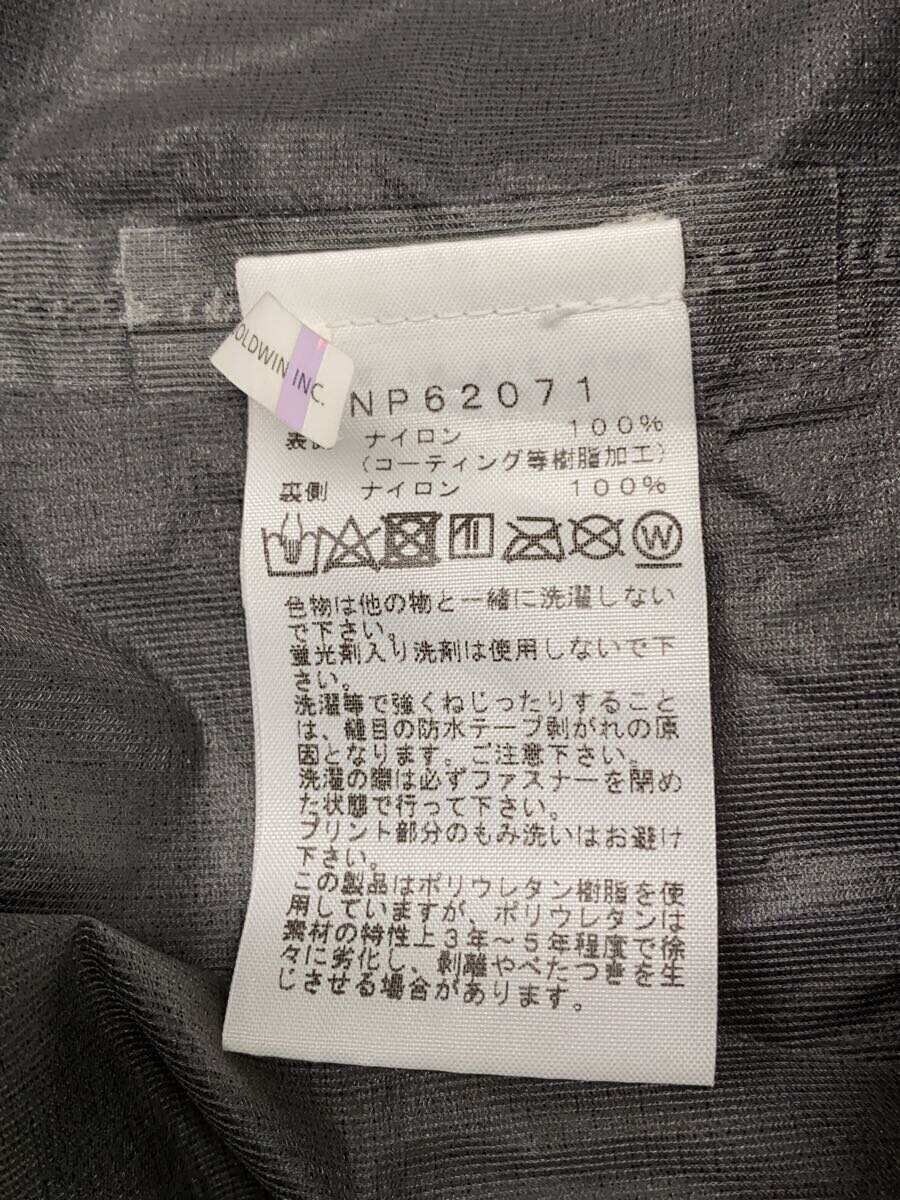 OLDWIN INC.
NP62071
表側 ナイロン 100%
(コーティング等樹脂加工)
裏側 ナイロン 100%
W
色物は他の物と一緒に洗濯しない
で下さい。
蛍光剤入り洗剤は使用しないで下
さい。
洗濯等で強くねじったりすること
は、縫目の防水テープ剥がれの原
因となります。ご注意下さい。
洗濯の際は必ずファスナーを閉め
た状態で行って下さい。
プリント部分のもみ洗いはお避け
下さい。
この製品はポリウレタン樹脂を使
用していますが、ポリウレタンは
素材の特性上3年～5年程度で徐
々に劣化し、剥離やべたつきを生
じさせる場合があります。